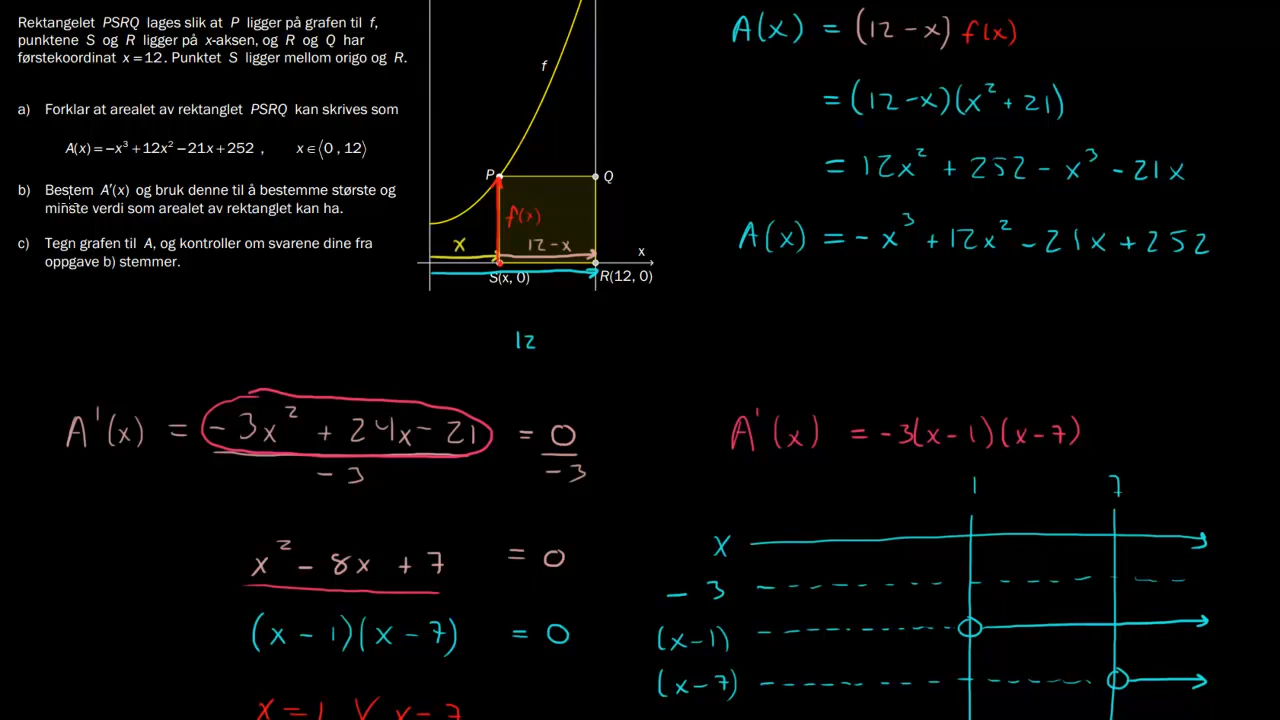 Rektangelet PSRQ lages slik at P ligger på grafen til f,
punktene S og R ligger på x-aksen, og R og Q har
førstekoordinat x = 12. Punktet S ligger mellom origo og R.
a) Forklar at arealet av rektanglet PSRQ kan skrives som
A(x) = −x³ + 12x² − 21x + 252 , x ∈ ⟨0 , 12⟩
b) Bestem A′(x) og bruk denne til å bestemme største og
minste verdi som arealet av rektanglet kan ha.
c) Tegn grafen til A, og kontroller om svarene dine fra
oppgave b) stemmer.
f
P
Q
f(x)
x
12 − x
x
S(x, 0)
R(12, 0)
12
A(x) = (12 − x) f(x)
= (12 − x)(x² + 21)
= 12x² + 252 − x³ − 21x
A(x) = − x³ + 12x² − 21x + 252
A'(x) = − 3x² + 24x − 21 = 0
− 3 − 3
x² − 8x + 7 = 0
(x − 1)(x − 7) = 0
x = 1 ∨ x = 7
A'(x) = −3(x − 1)(x − 7)
1 7
x
− 3
(x − 1)
(x − 7)